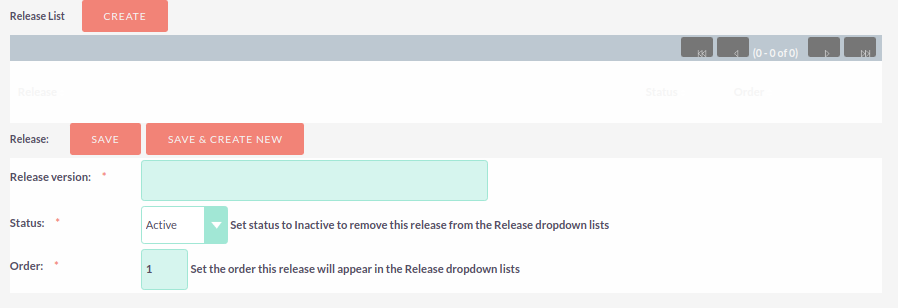 Release List CREATE
(0 - 0 of 0)
Release Status Order
Release: SAVE SAVE & CREATE NEW
Release version: *
Status: * Active Set status to Inactive to remove this release from the Release dropdown lists
Order: * 1 Set the order this release will appear in the Release dropdown lists